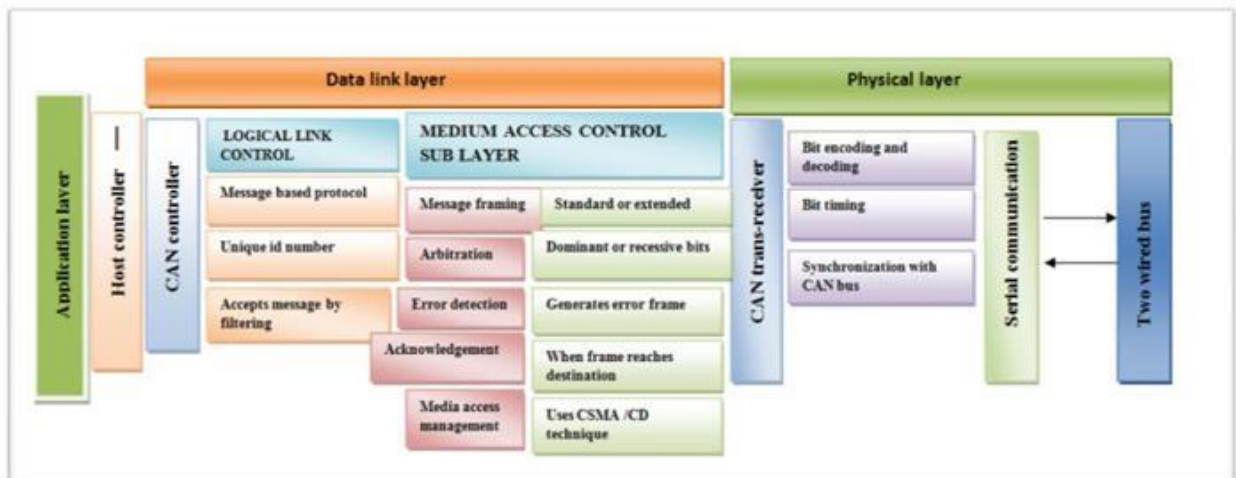 Data link layer
Physical layer
Application layer
Host controller —
CAN controller
LOGICAL LINK
CONTROL
Message based protocol
Unique id number
Accepts message by
filtering
MEDIUM ACCESS CONTROL
SUB LAYER
Message framing
Standard or extended
Arbitration
Dominant or recessive bits
Error detection
Generates error frame
Acknowledgement
When frame reaches
destination
Media access
management
Uses CSMA /CD
technique
CAN trans-receiver
Bit encoding and
decoding
Bit timing
Synchronization with
CAN bus
Serial communication
Two wired bus